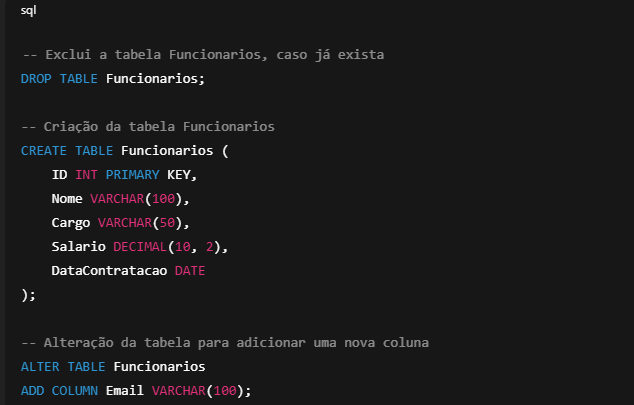 sql
-- Exclui a tabela Funcionarios, caso já exista
DROP TABLE Funcionarios;
-- Criação da tabela Funcionarios
CREATE TABLE Funcionarios (
    ID INT PRIMARY KEY,
    Nome VARCHAR(100),
    Cargo VARCHAR(50),
    Salario DECIMAL(10, 2),
    DataContratacao DATE
);
-- Alteração da tabela para adicionar uma nova coluna
ALTER TABLE Funcionarios
ADD COLUMN Email VARCHAR(100);